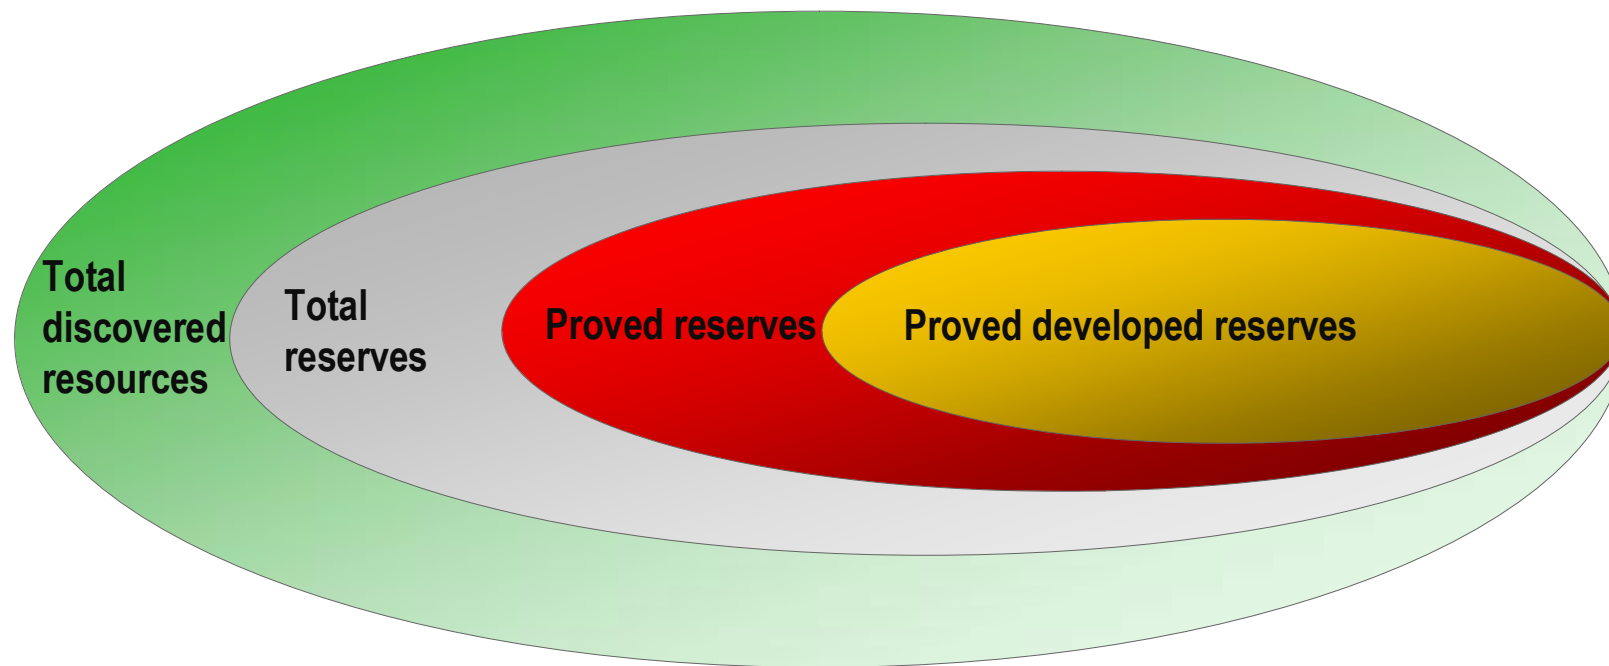 Total
discovered
resources
Total
reserves
Proved reserves
Proved developed reserves